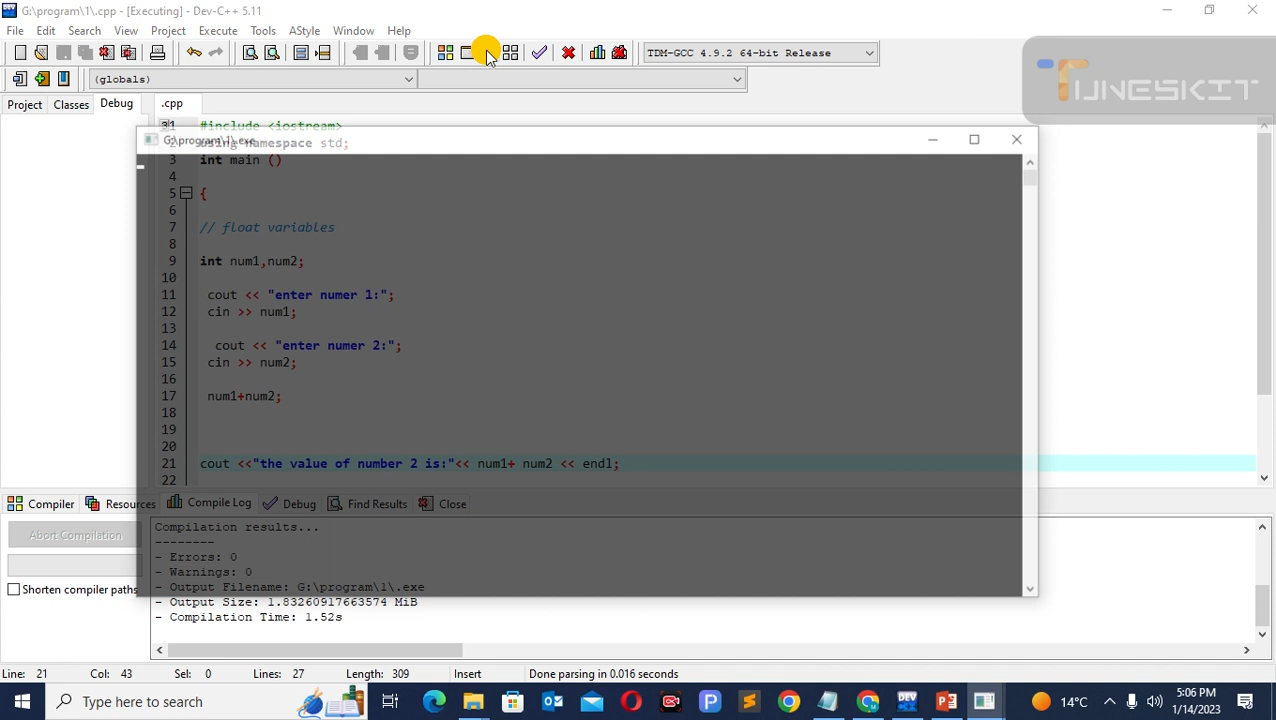 G:\program\1\.cpp - [Executing] - Dev-C++ 5.11
File Edit Search View Project Execute Tools AStyle Window Help
TDM-GCC 4.9.2 64-bit Release
(globals)
TUNESKIT
Project Classes Debug .cpp
1 #include <iostream>
G:\program\1\.exe
2 using namespace std;
3 int main ()
4
5 {
6
7 // float variables
8
9 int num1,num2;
10
11 cout << "enter numer 1:";
12 cin >> num1;
13
14 cout << "enter numer 2:";
15 cin >> num2;
16
17 num1+num2;
18
19
20
21 cout <<"the value of number 2 is:"<< num1+ num2 << endl;
22
Compiler Resources Compile Log Debug Find Results Close
Abort Compilation
Shorten compiler paths
Compilation results...
--------
- Errors: 0
- Warnings: 0
- Output Filename: G:\program\1\.exe
- Output Size: 1.83260917663574 MiB
- Compilation Time: 1.52s
Line: 21 Col: 43 Sel: 0 Lines: 27 Length: 309 Insert Done parsing in 0.016 seconds
Type here to search
14°C
5:06 PM
1/14/2023